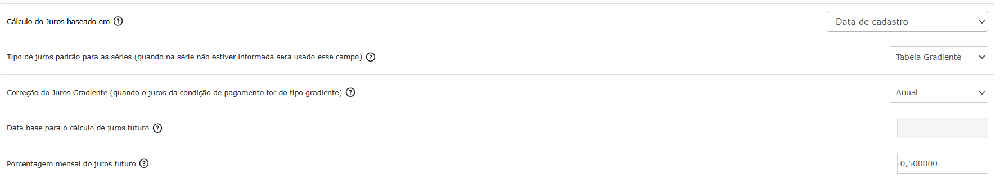 Cálculo do Juros baseado em ? Data de cadastro
Tipo de juros padrão para as séries (quando na série não estiver informada será usado esse campo) ? Tabela Gradiente
Correção do Juros Gradiente (quando o juros da condição de pagamento for do tipo gradiente) ? Anual
Data base para o cálculo de juros futuro ?
Porcentagem mensal do juros futuro ? 0,500000